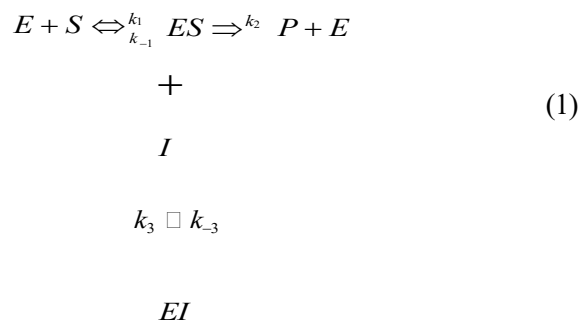 E + S ⇔ k₁ k₋₁ ES ⇒ k₂ P + E
+
(1)
I
k₃ □ k₋₃
EI